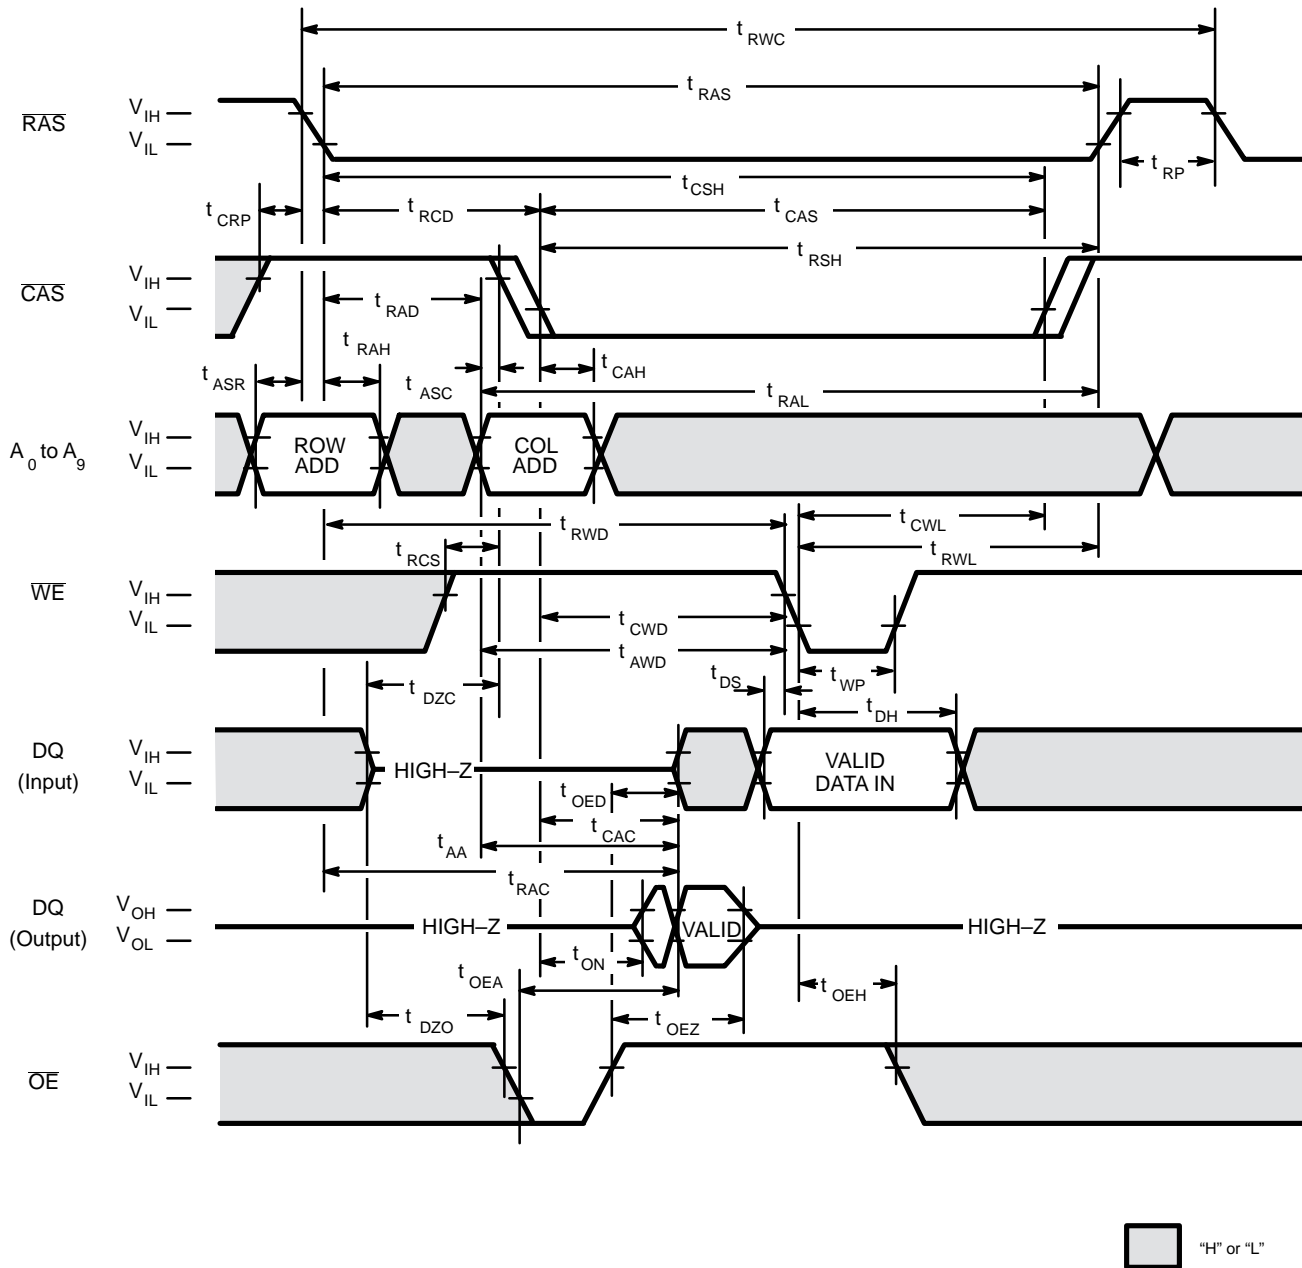 t RWC
t RAS
RAS
V IH
V IL
t RP
t CSH
t CRP
t RCD
t CAS
t RSH
CAS
V IH
V IL
t RAD
t RAH
t CAH
t ASR
t ASC
t RAL
A 0 to A 9
V IH
V IL
ROW
ADD
COL
ADD
t CWL
t RWD
t RCS
t RWL
WE
V IH
V IL
t CWD
t AWD
t DS
t WP
t DZC
t DH
DQ
(Input)
V IH
V IL
HIGH–Z
VALID
DATA IN
t OED
t CAC
t AA
t RAC
DQ
(Output)
V OH
V OL
HIGH–Z
VALID
HIGH–Z
t ON
t OEA
t OEH
t DZO
t OEZ
OE
V IH
V IL
“H” or “L”